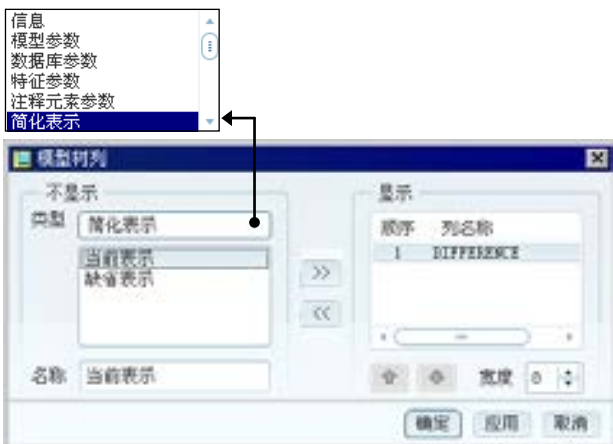 信息
模型参数
数据库参数
特征参数
注释元素参数
简化表示
模型树列
不显示
显示
类型 简化表示
顺序 列名称
当前表示
1 DIFFERENCE
缺省表示
>>
<<
名称 当前表示
宽度 8
确定 应用 取消